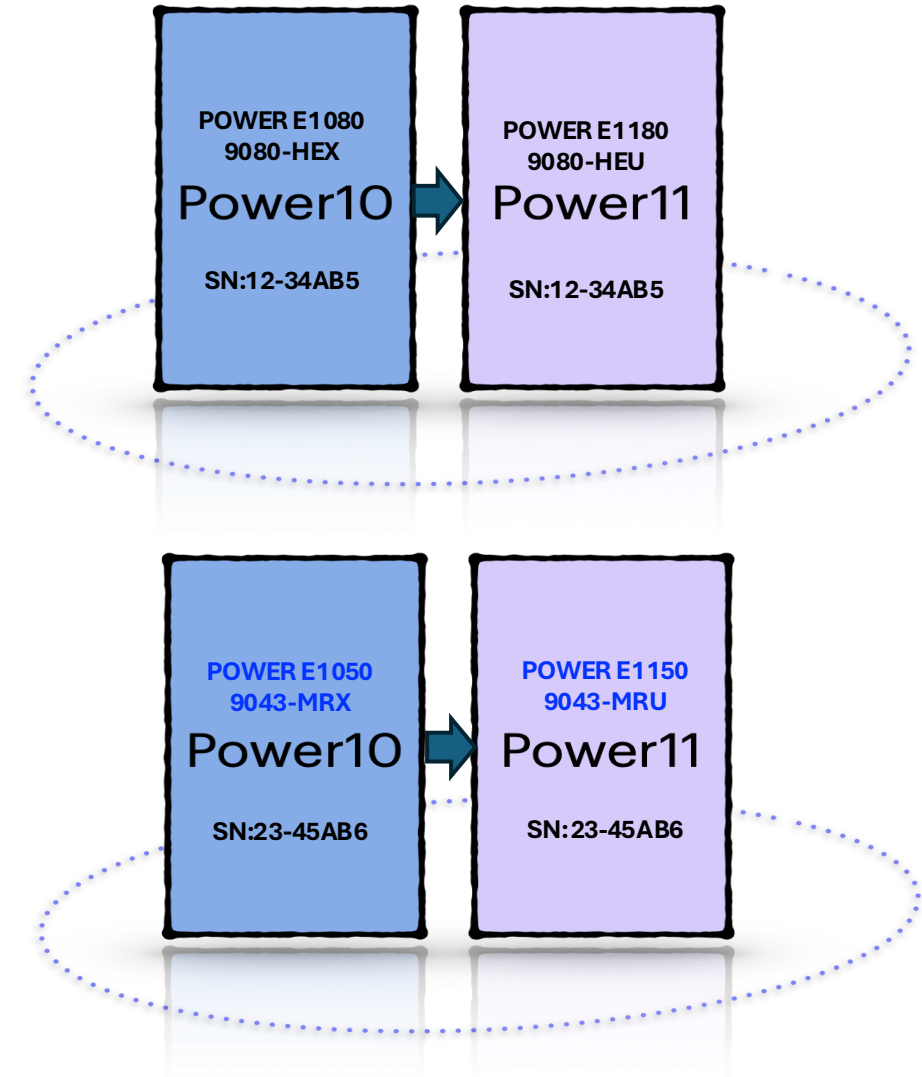 POWER E1080
9080-HEX
Power10
SN:12-34AB5
POWER E1180
9080-HEU
Power11
SN:12-34AB5
POWER E1050
9043-MRX
Power10
SN:23-45AB6
POWER E1150
9043-MRU
Power11
SN:23-45AB6